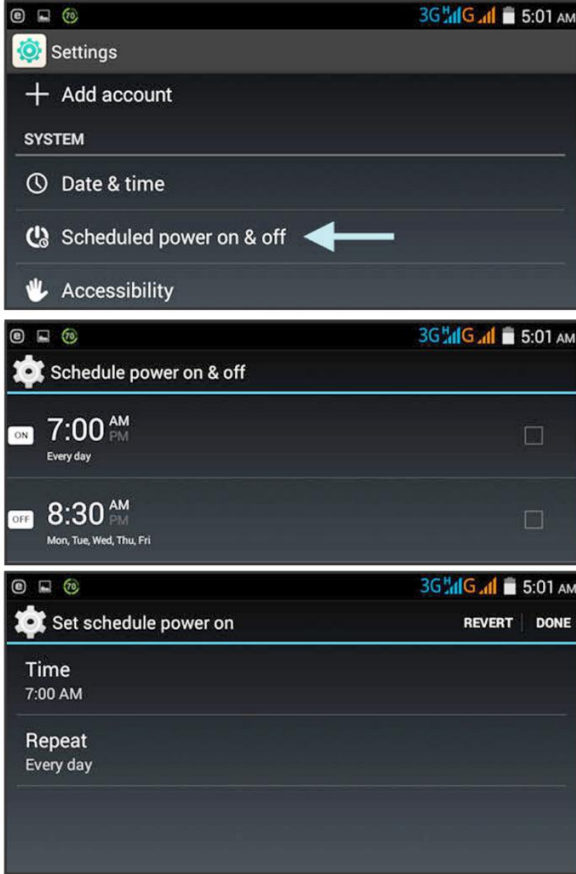 e 70 3G H G 5:01 AM
Settings
+ Add account
SYSTEM
Date & time
Scheduled power on & off
Accessibility
e 70 3G H G 5:01 AM
Schedule power on & off
ON 7:00 AM PM
Every day
OFF 8:30 AM PM
Mon, Tue, Wed, Thu, Fri
e 70 3G H G 5:01 AM
Set schedule power on REVERT DONE
Time
7:00 AM
Repeat
Every day